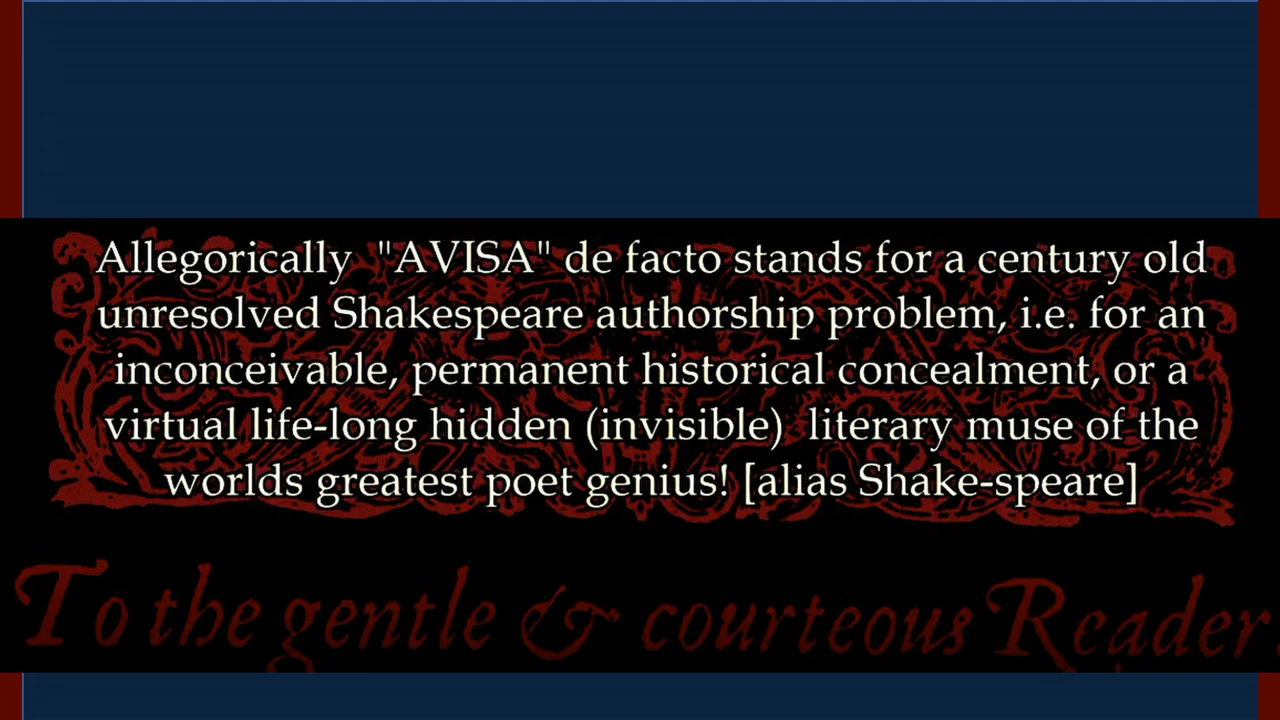 Allegorically "AVISA" de facto stands for a century old
unresolved Shakespeare authorship problem, i.e. for an
inconceivable, permanent historical concealment, or a
virtual life-long hidden (invisible) literary muse of the
worlds greatest poet genius! [alias Shake-speare]
To the gentle & courteous Reader